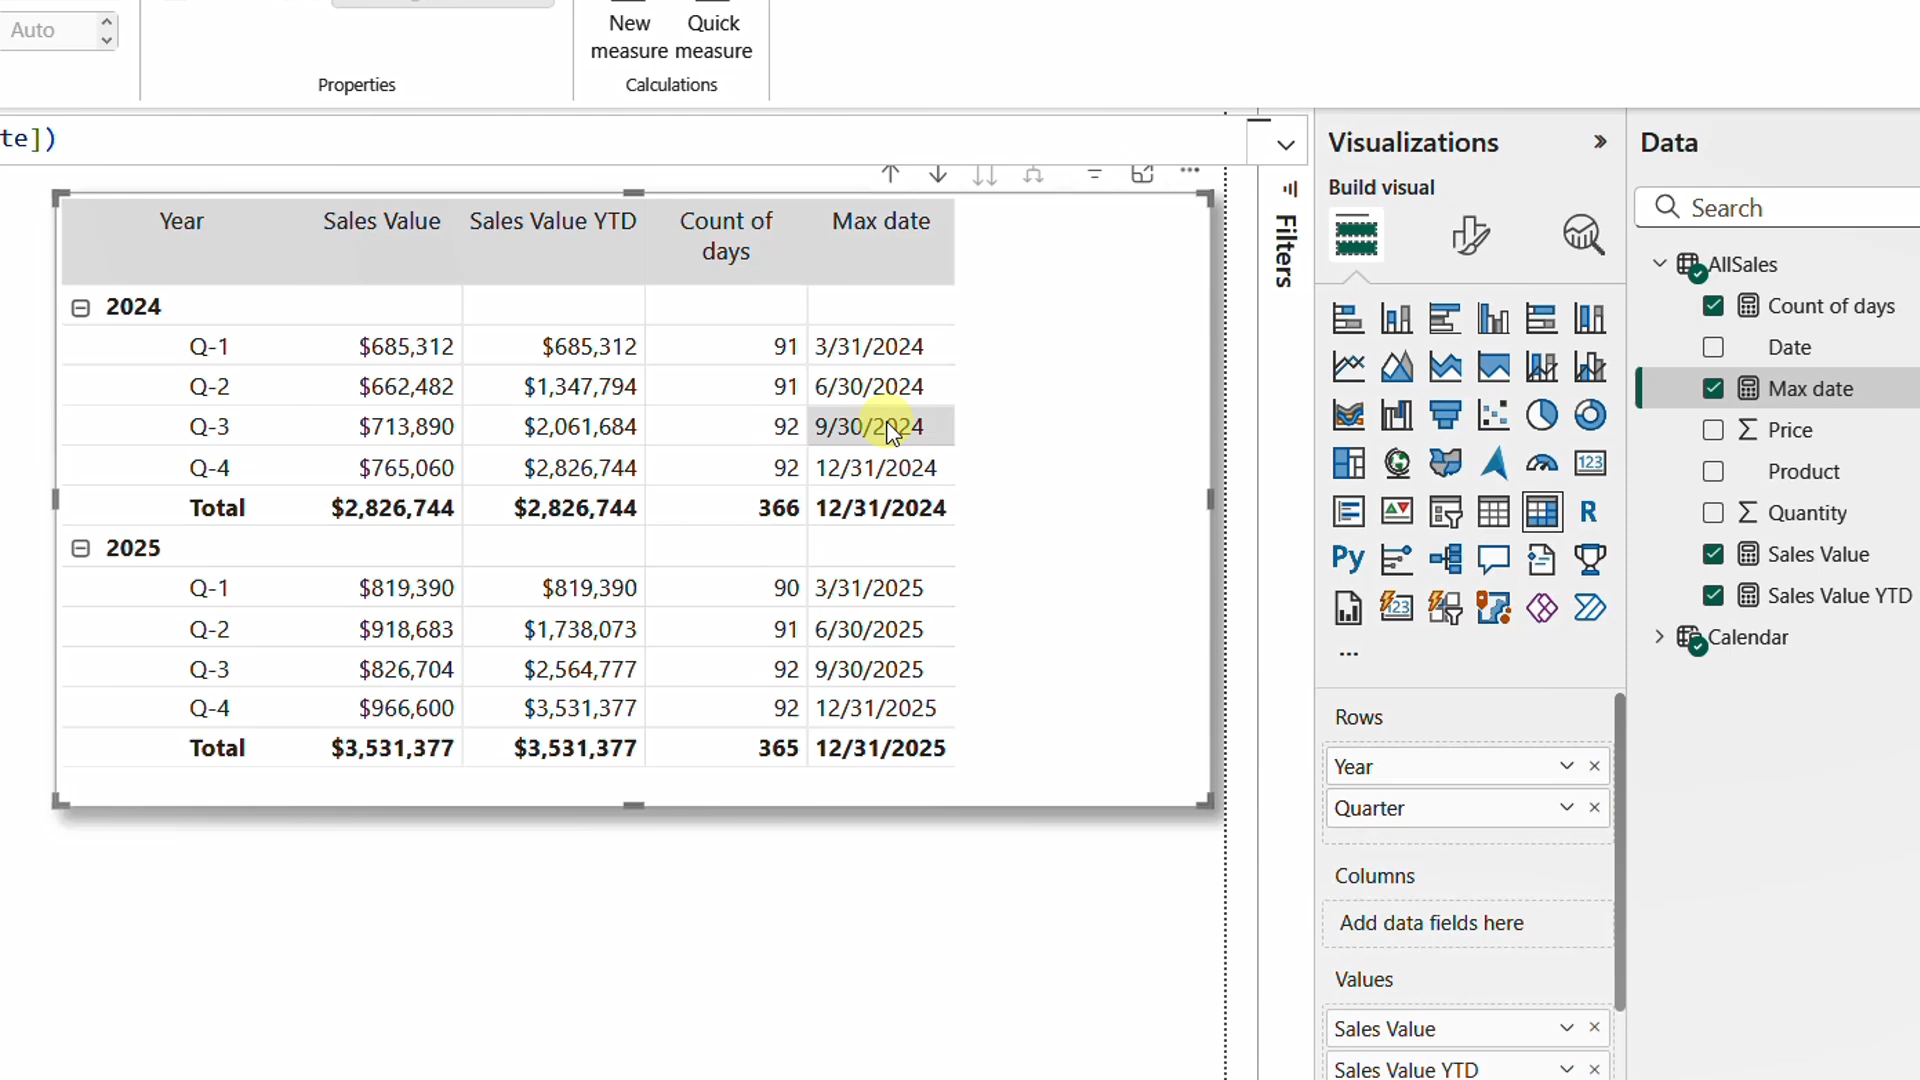 Auto
New measure
Quick measure
Properties
Calculations
te])
Year Sales Value Sales Value YTD Count of days Max date
2024
Q-1 $685,312 $685,312 91 3/31/2024
Q-2 $662,482 $1,347,794 91 6/30/2024
Q-3 $713,890 $2,061,684 92 9/30/2024
Q-4 $765,060 $2,826,744 92 12/31/2024
Total $2,826,744 $2,826,744 366 12/31/2024
2025
Q-1 $819,390 $819,390 90 3/31/2025
Q-2 $918,683 $1,738,073 91 6/30/2025
Q-3 $826,704 $2,564,777 92 9/30/2025
Q-4 $966,600 $3,531,377 92 12/31/2025
Total $3,531,377 $3,531,377 365 12/31/2025
Filters
Visualizations
Build visual
123
R
Py
123
Rows
Year
Quarter
Columns
Add data fields here
Values
Sales Value
Sales Value YTD
Data
Search
AllSales
Count of days
Date
Max date
Price
Product
Quantity
Sales Value
Sales Value YTD
Calendar